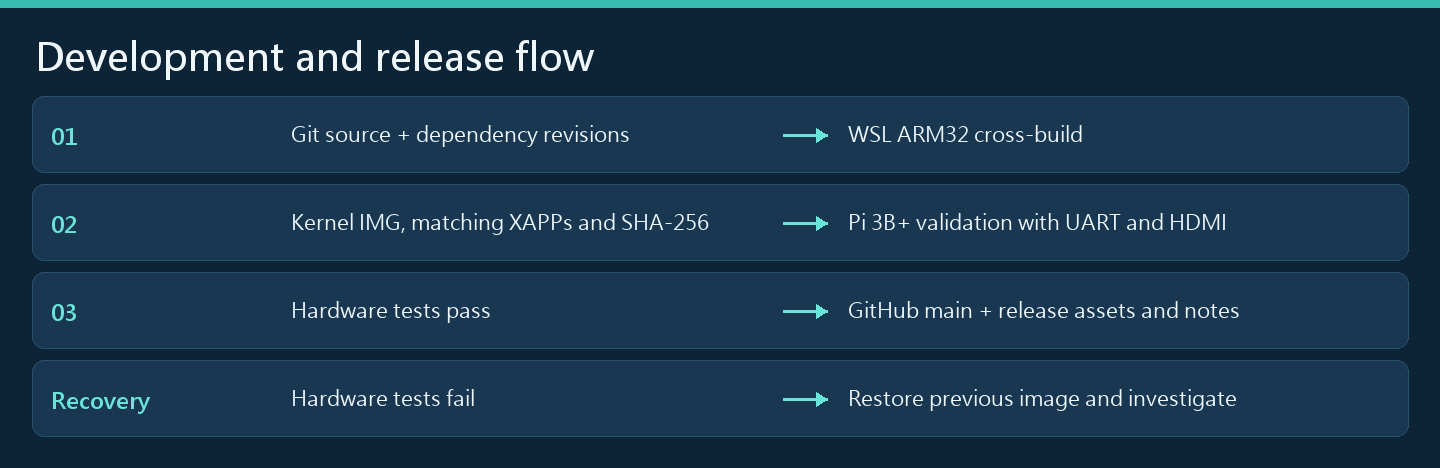 Development and release flow
01 Git source + dependency revisions WSL ARM32 cross-build
02 Kernel IMG, matching XAPPs and SHA-256 Pi 3B+ validation with UART and HDMI
03 Hardware tests pass GitHub main + release assets and notes
Recovery Hardware tests fail Restore previous image and investigate